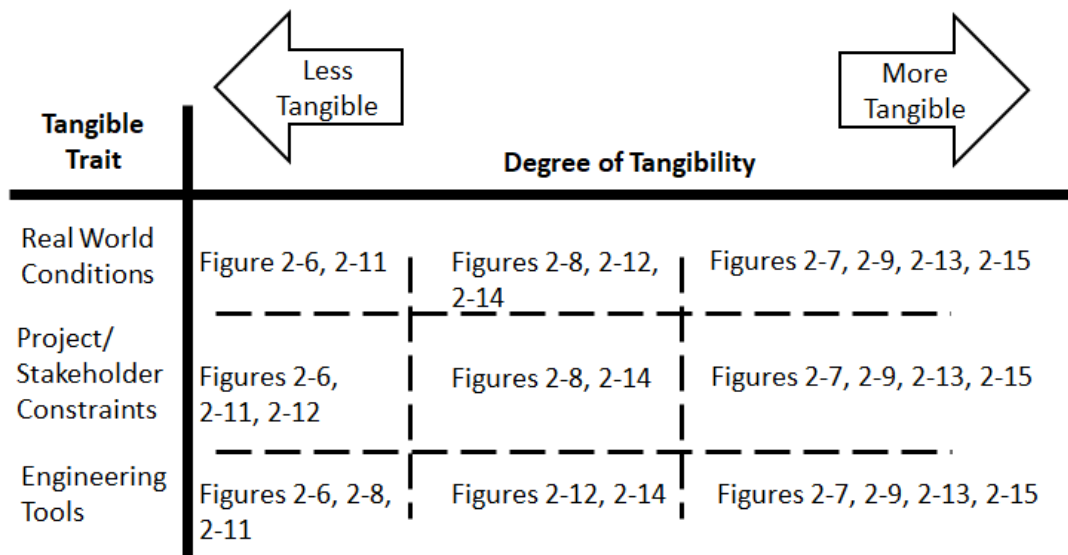 Less
Tangible
More
Tangible
Tangible
Trait
Degree of Tangibility
Real World
Conditions
Figure 2-6, 2-11
Figures 2-8, 2-12,
2-14
Figures 2-7, 2-9, 2-13, 2-15
Project/
Stakeholder
Constraints
Figures 2-6,
2-11, 2-12
Figures 2-8, 2-14
Figures 2-7, 2-9, 2-13, 2-15
Engineering
Tools
Figures 2-6, 2-8,
2-11
Figures 2-12, 2-14
Figures 2-7, 2-9, 2-13, 2-15